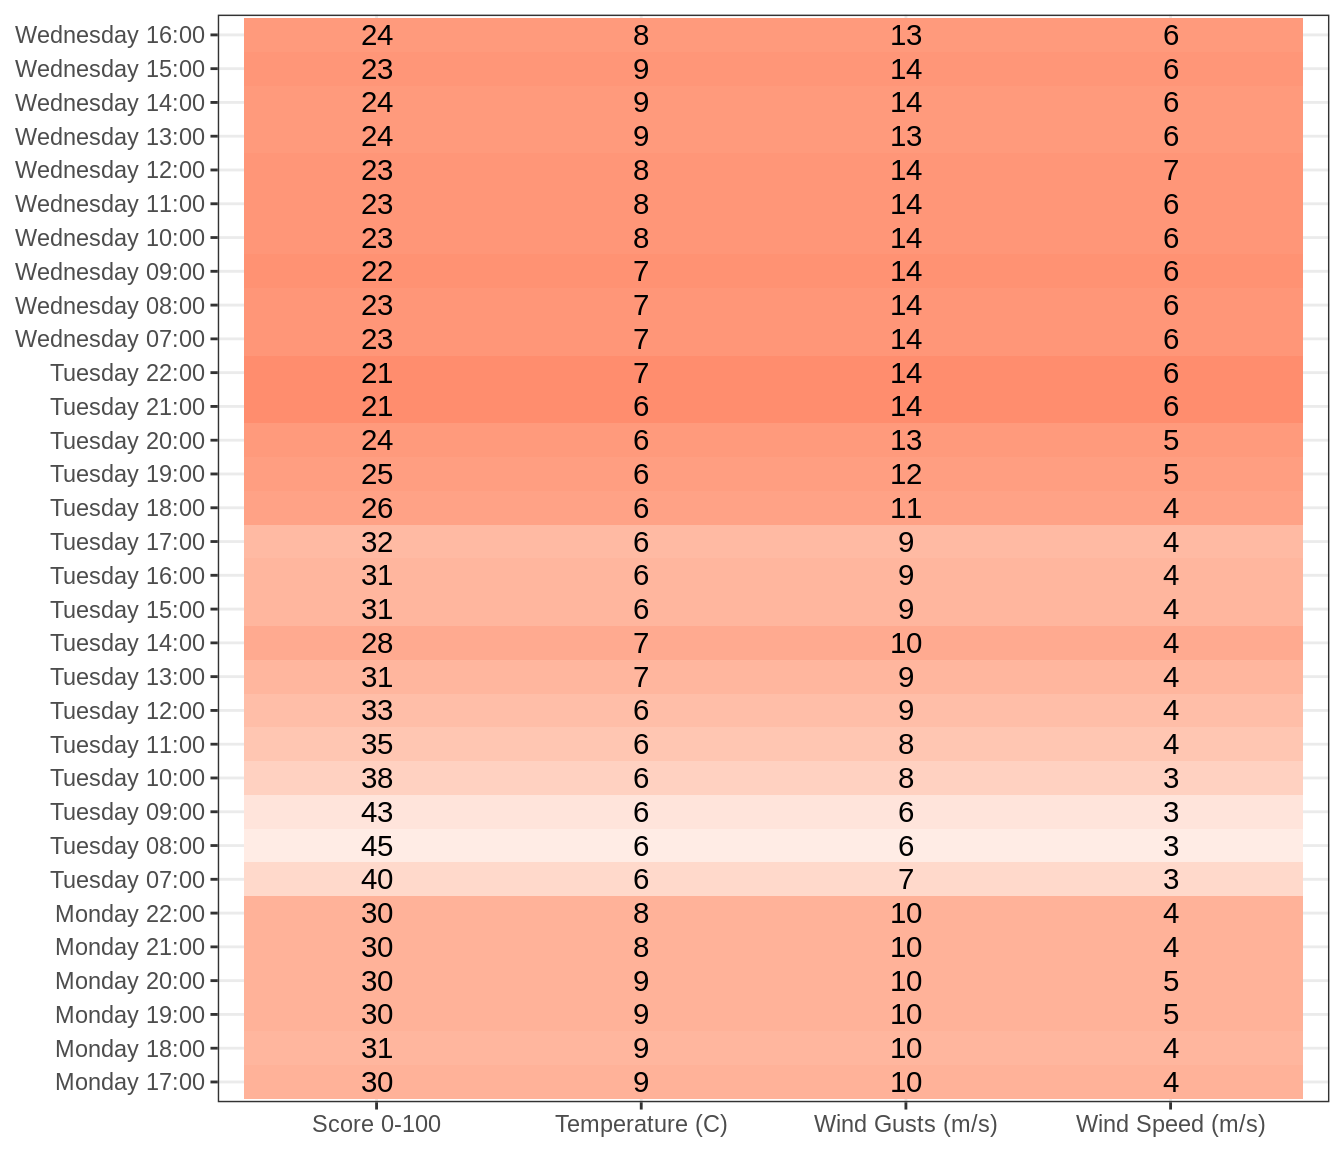 Wednesday 16:00 24 8 13 6
Wednesday 15:00 23 9 14 6
Wednesday 14:00 24 9 14 6
Wednesday 13:00 24 9 13 6
Wednesday 12:00 23 8 14 7
Wednesday 11:00 23 8 14 6
Wednesday 10:00 23 8 14 6
Wednesday 09:00 22 7 14 6
Wednesday 08:00 23 7 14 6
Wednesday 07:00 23 7 14 6
Tuesday 22:00 21 7 14 6
Tuesday 21:00 21 6 14 6
Tuesday 20:00 24 6 13 5
Tuesday 19:00 25 6 12 5
Tuesday 18:00 26 6 11 4
Tuesday 17:00 32 6 9 4
Tuesday 16:00 31 6 9 4
Tuesday 15:00 31 6 9 4
Tuesday 14:00 28 7 10 4
Tuesday 13:00 31 7 9 4
Tuesday 12:00 33 6 9 4
Tuesday 11:00 35 6 8 4
Tuesday 10:00 38 6 8 3
Tuesday 09:00 43 6 6 3
Tuesday 08:00 45 6 6 3
Tuesday 07:00 40 6 7 3
Monday 22:00 30 8 10 4
Monday 21:00 30 8 10 4
Monday 20:00 30 9 10 5
Monday 19:00 30 9 10 5
Monday 18:00 31 9 10 4
Monday 17:00 30 9 10 4
Score 0-100 Temperature (C) Wind Gusts (m/s) Wind Speed (m/s)